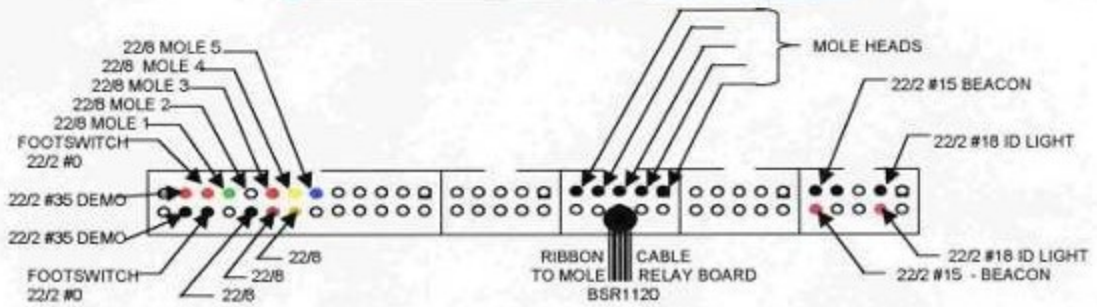 22/8 MOLE 5
22/8 MOLE 4
22/8 MOLE 3
22/8 MOLE 2
22/8 MOLE 1
FOOTSWITCH
22/2 #0
22/2 #35 DEMO
22/2 #35 DEMO
FOOTSWITCH
22/2 #0
22/8
22/8
22/8
MOLE HEADS
22/2 #15 BEACON
22/2 #18 ID LIGHT
RIBBON CABLE
TO MOLE RELAY BOARD
BSR1120
22/2 #18 ID LIGHT
22/2 #15 - BEACON